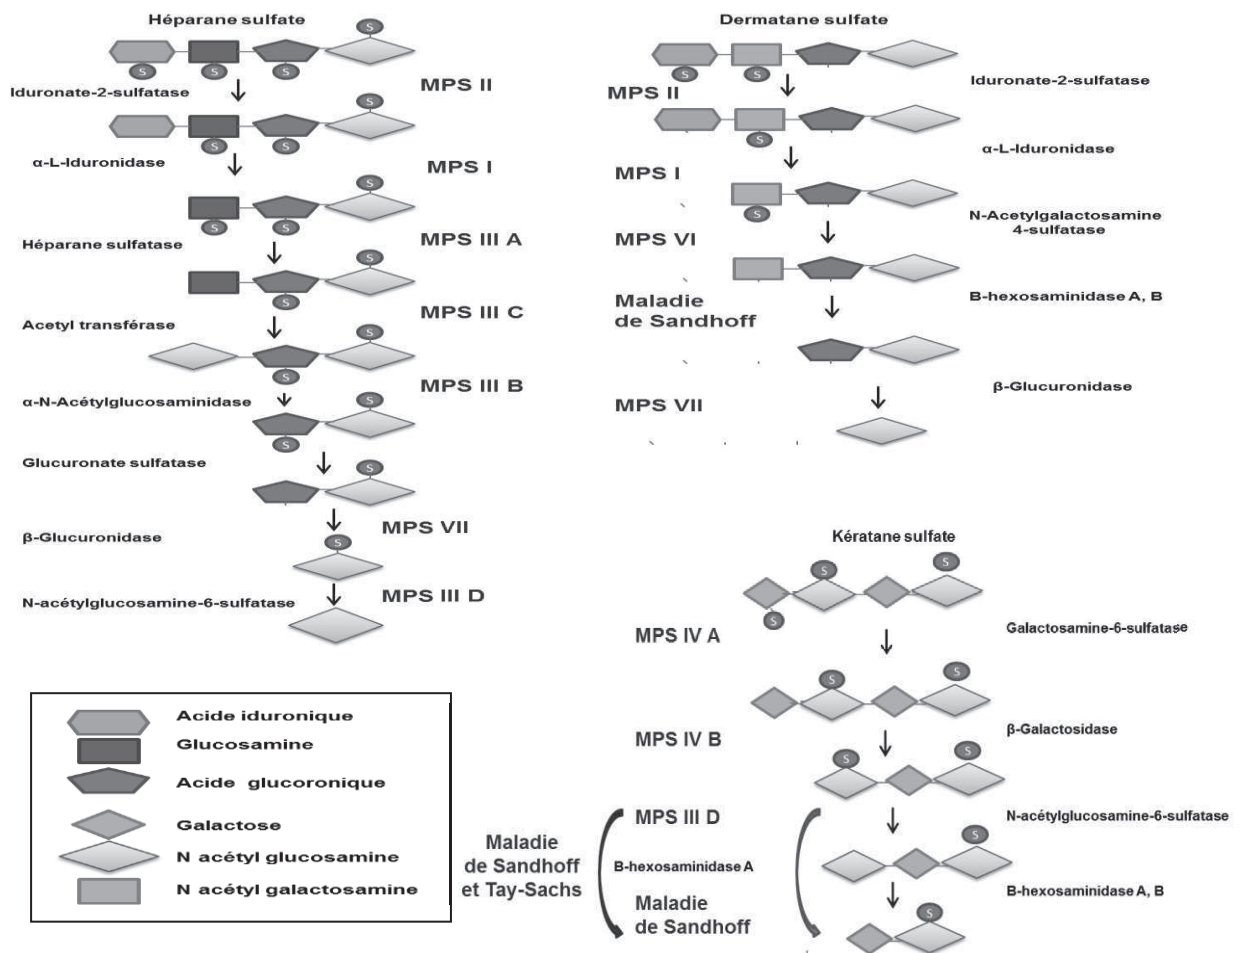 Héparane sulfate
S
S
S
S
Iduronate-2-sulfatase
MPS II
S
S
S
α-L-Iduronidase
MPS I
S
S
S
Héparane sulfatase
MPS III A
S
S
Acetyl transférase
MPS III C
S
S
α-N-Acétylglucosaminidase
MPS III B
S
S
Glucuronate sulfatase
S
β-Glucuronidase
MPS VII
S
N-acétylglucosamine-6-sulfatase
MPS III D
Dermatane sulfate
S
S
MPS II
Iduronate-2-sulfatase
S
MPS I
α-L-Iduronidase
S
MPS VI
N-Acetylgalactosamine
4-sulfatase
Maladie
de Sandhoff
B-hexosaminidase A, B
MPS VII
β-Glucuronidase
Kératane sulfate
S
S
S
MPS IV A
Galactosamine-6-sulfatase
S
S
MPS IV B
β-Galactosidase
S
S
MPS III D
N-acétylglucosamine-6-sulfatase
S
Maladie
de Sandhoff
et Tay-Sachs
B-hexosaminidase A
B-hexosaminidase A, B
Maladie
de Sandhoff
S
Acide iduronique
Glucosamine
Acide glucoronique
Galactose
N acétyl glucosamine
N acétyl galactosamine